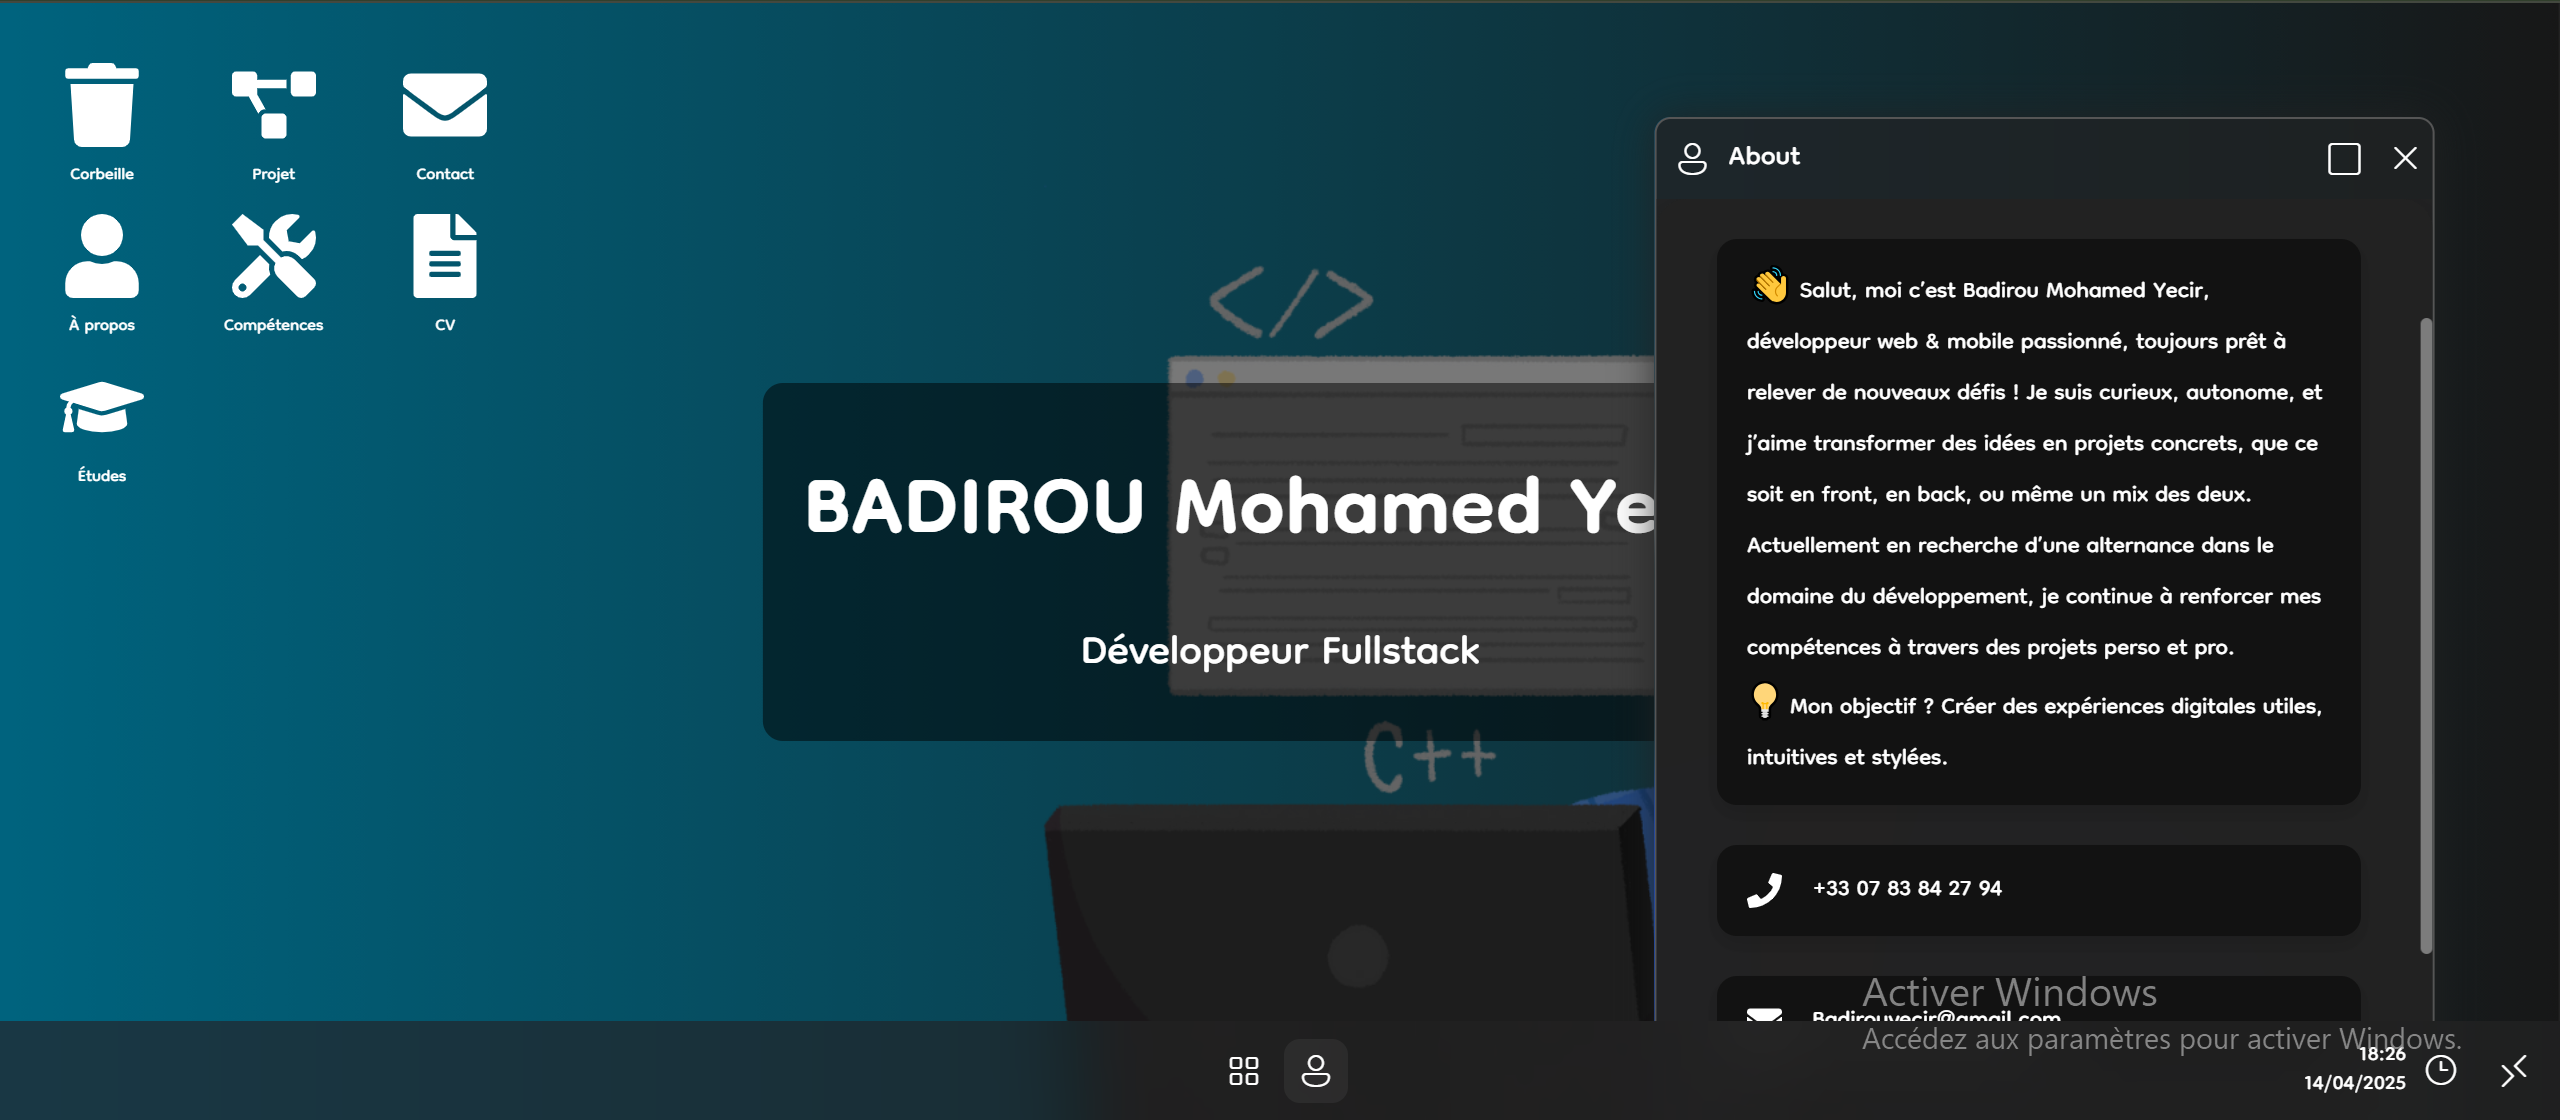 Corbeille
Projet
Contact
À propos
Compétences
CV
Études
</>
BADIROU Mohamed Ye
Développeur Fullstack
C++
About
👋 Salut, moi c'est Badirou Mohamed Yecir,
développeur web & mobile passionné, toujours prêt à
relever de nouveaux défis ! Je suis curieux, autonome, et
j'aime transformer des idées en projets concrets, que ce
soit en front, en back, ou même un mix des deux.
Actuellement en recherche d'une alternance dans le
domaine du développement, je continue à renforcer mes
compétences à travers des projets perso et pro.
💡 Mon objectif ? Créer des expériences digitales utiles,
intuitives et stylées.
+33 07 83 84 27 94
Badirouyecir@gmail.com
Activer Windows
Accédez aux paramètres pour activer Windows.
18:26
14/04/2025